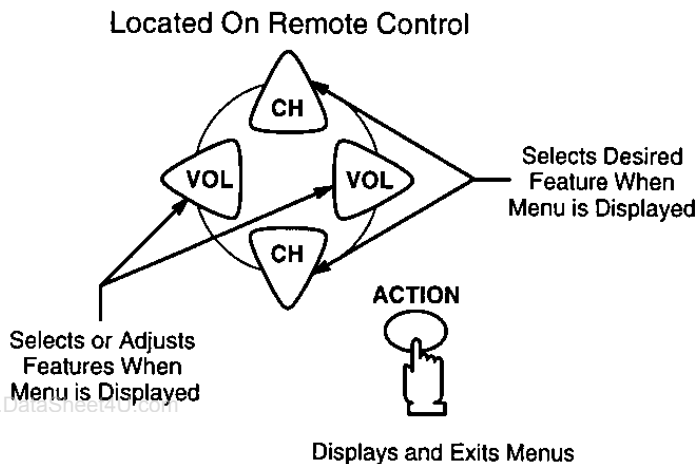 Located On Remote Control
CH
VOL
VOL
CH
Selects Desired
Feature When
Menu is Displayed
ACTION
Selects or Adjusts
Features When
Menu is Displayed
DataSheet4U.com
Displays and Exits Menus